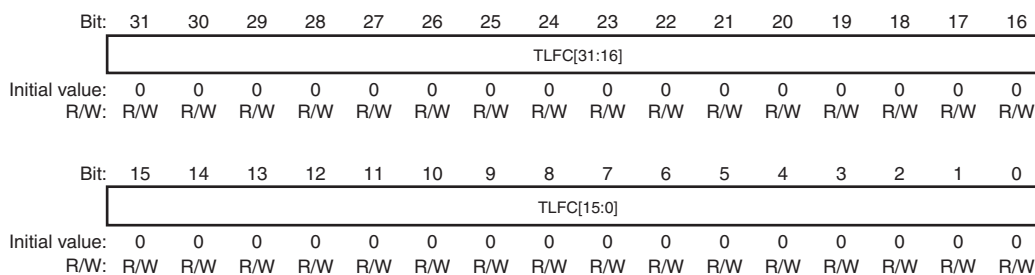 Bit: 31 30 29 28 27 26 25 24 23 22 21 20 19 18 17 16
TLFC[31:16]
Initial value: 0 0 0 0 0 0 0 0 0 0 0 0 0 0 0 0
R/W: R/W R/W R/W R/W R/W R/W R/W R/W R/W R/W R/W R/W R/W R/W R/W R/W
Bit: 15 14 13 12 11 10 9 8 7 6 5 4 3 2 1 0
TLFC[15:0]
Initial value: 0 0 0 0 0 0 0 0 0 0 0 0 0 0 0 0
R/W: R/W R/W R/W R/W R/W R/W R/W R/W R/W R/W R/W R/W R/W R/W R/W R/W